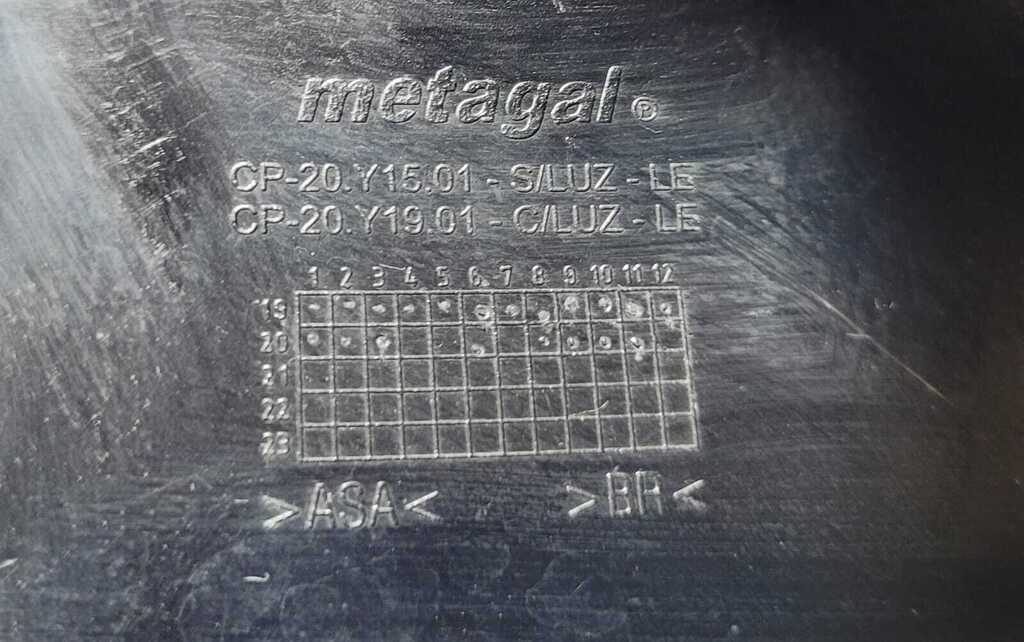 metagal®
CP-20.Y15.01 - S/LUZ - LE
CP-20.Y19.01 - C/LUZ - LE
1 2 3 4 5 6 7 8 9 10 11 12
19
20
21
22
23
>ASA< >BR<